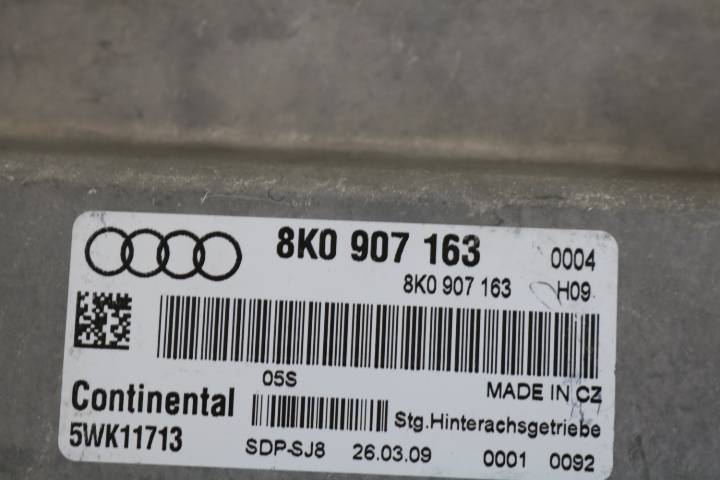 8K0 907 163 0004
8K0 907 163 H09
05S MADE IN CZ
Continental Stg.Hinterachsgetriebe
5WK11713 SDP-SJ8 26.03.09 0001 0092